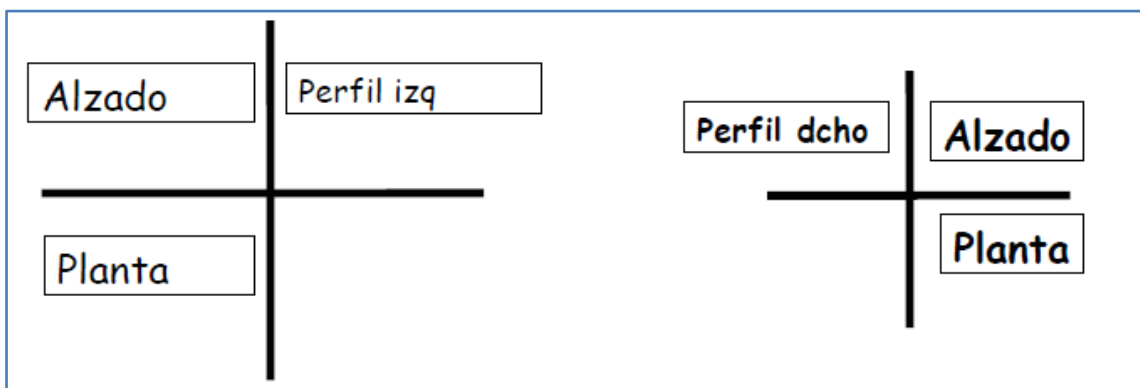 Alzado
Perfil izq
Planta
Perfil dcho
Alzado
Planta